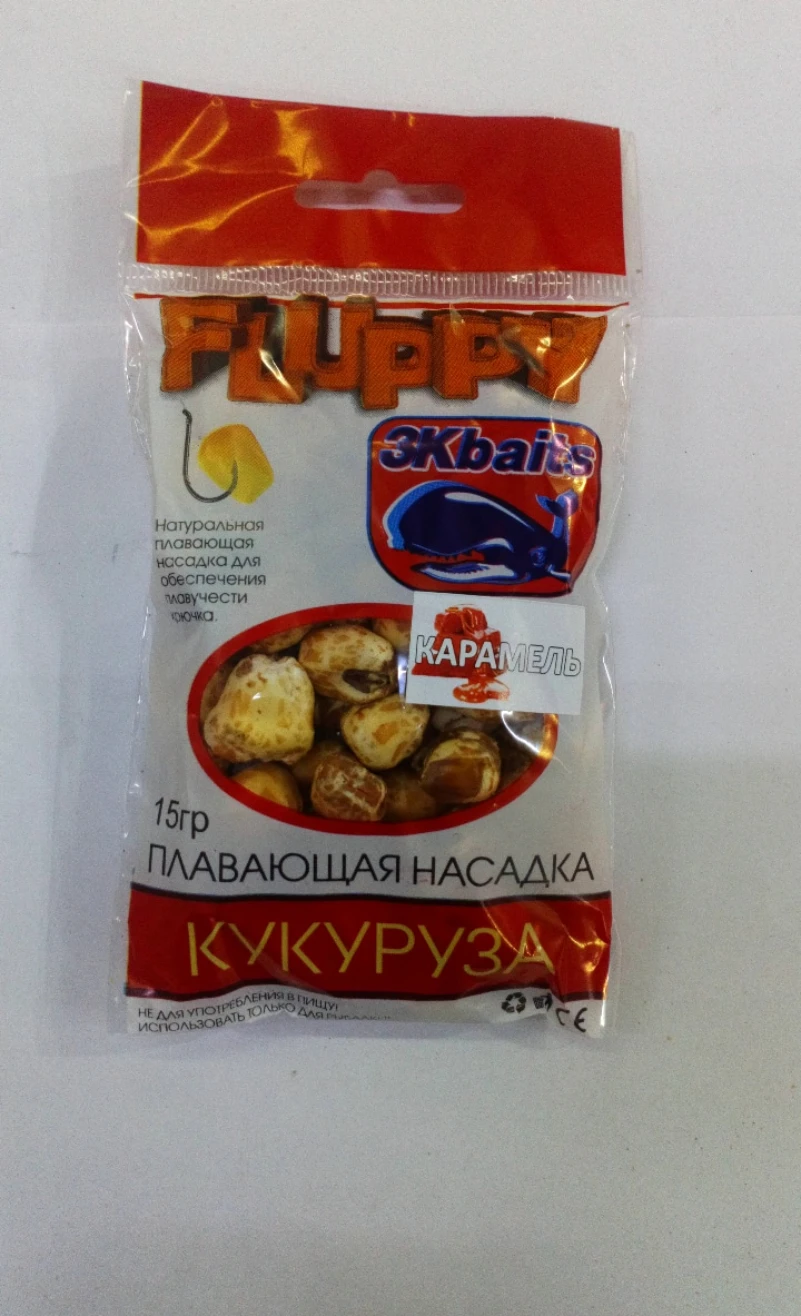 FLUPPY
3Kbaits
Натуральная
плавающая
насадка для
обеспечения
плавучести
крючка.
КАРАМЕЛЬ
15гр
ПЛАВАЮЩАЯ НАСАДКА
КУКУРУЗА
НЕ ДЛЯ УПОТРЕБЛЕНИЯ В ПИЩУ!
ИСПОЛЬЗОВАТЬ ТОЛЬКО ДЛЯ
CE